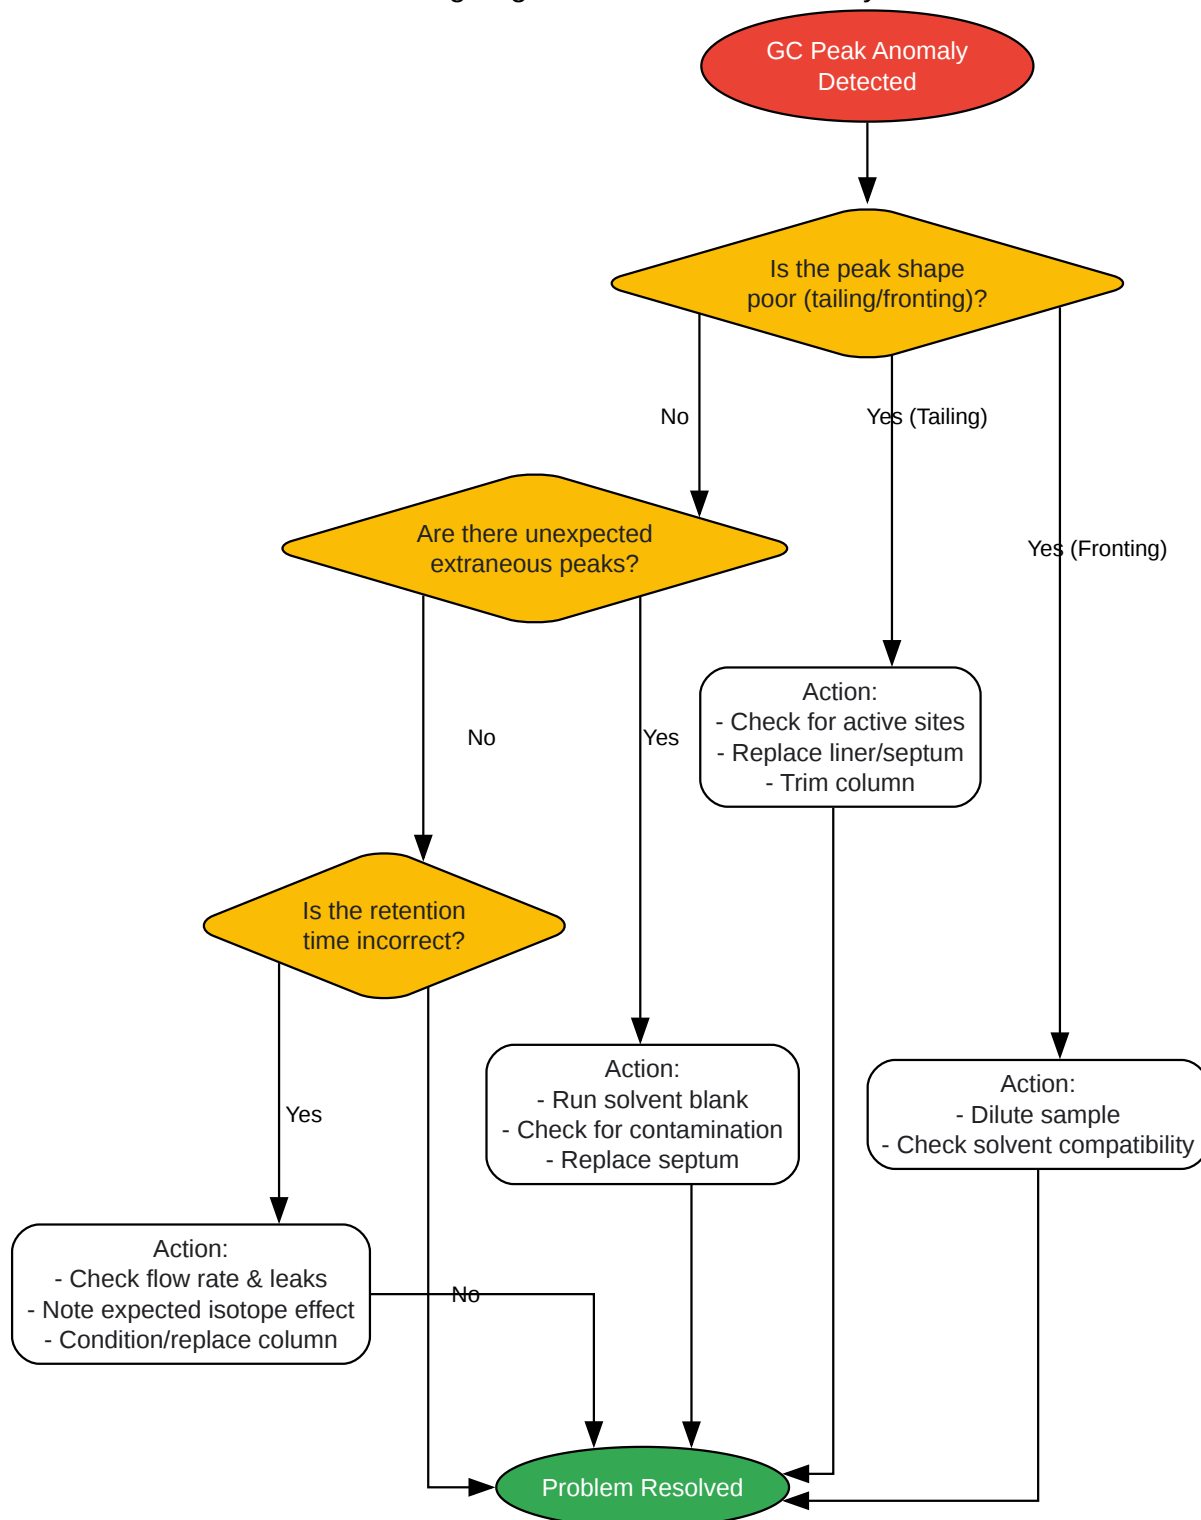 GC Peak Anomaly
Detected
Is the peak shape
poor (tailing/fronting)?
No
Yes (Tailing)
Yes (Fronting)
Are there unexpected
extraneous peaks?
No
Yes
Action:
- Check for active sites
- Replace liner/septum
- Trim column
Is the retention
time incorrect?
Yes
Action:
- Run solvent blank
- Check for contamination
- Replace septum
Action:
- Dilute sample
- Check solvent compatibility
Action:
- Check flow rate & leaks
- Note expected isotope effect
- Condition/replace column
No
Problem Resolved